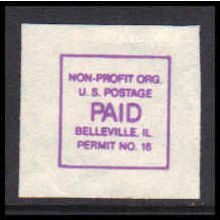 NON-PROFIT ORG.
U.S. POSTAGE
PAID
BELLEVILLE, IL
PERMIT NO. 16